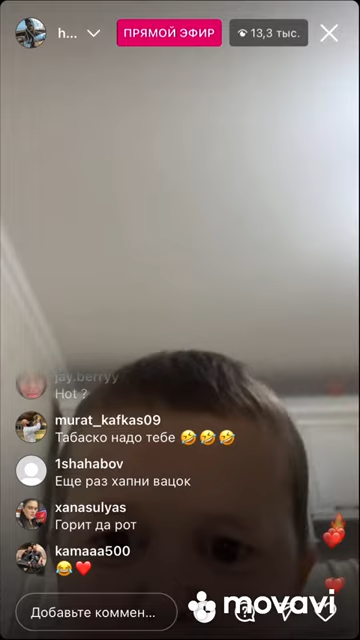 h...
ПРЯМОЙ ЭФИР
13,3 тыс.
jay.berryy
Hot ?
murat_kafkas09
Табаско надо тебе 🤣🤣🤣
1shahabov
Еще раз хапни вацок
xanasulyas
Горит да рот
kamaaa500
😂❤️
Добавьте коммен...
movavi